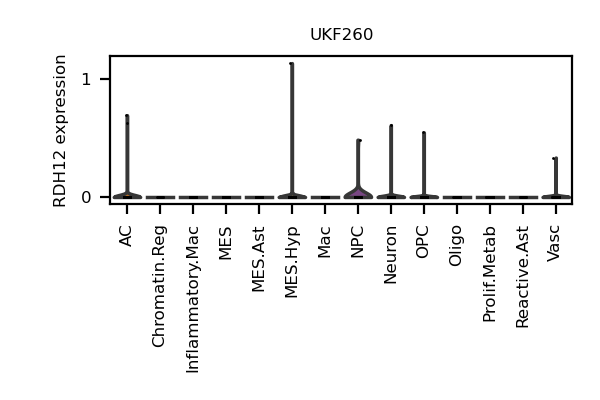 UKF260
RDH12 expression
1
0
AC
Chromatin.Reg
Inflammatory.Mac
MES
MES.Ast
MES.Hyp
Mac
NPC
Neuron
OPC
Oligo
Prolif.Metab
Reactive.Ast
Vasc